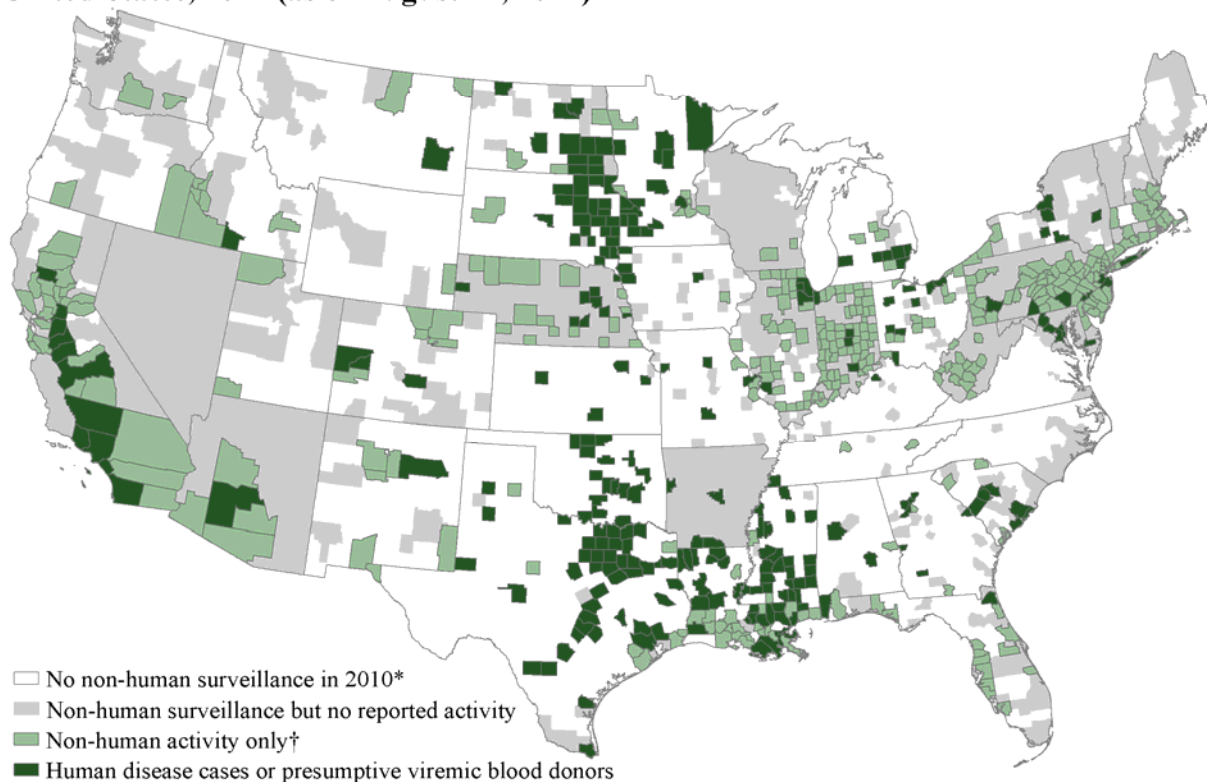 No non-human surveillance in 2010*
Non-human surveillance but no reported activity
Non-human activity only†
Human disease cases or presumptive viremic blood donors